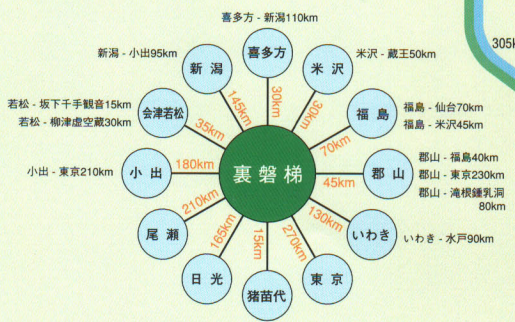 喜多方 - 新潟110km
新潟 - 小出95km
喜多方
米沢 - 蔵王50km
305k
新 潟
米 沢
145km
30km
30km
若松 - 坂下千手観音15km
若松 - 柳津虚空蔵30km
会津若松
35km
福 島
福島 - 仙台70km
福島 - 米沢45km
70km
小 出
180km
裏磐梯
45km
郡 山
郡山 - 福島40km
郡山 - 東京230km
郡山 - 滝根鍾乳洞
80km
小出 - 東京210km
210km
130km
尾 瀬
いわき
いわき - 水戸90km
165km
15km
270km
日 光
猪苗代
東 京